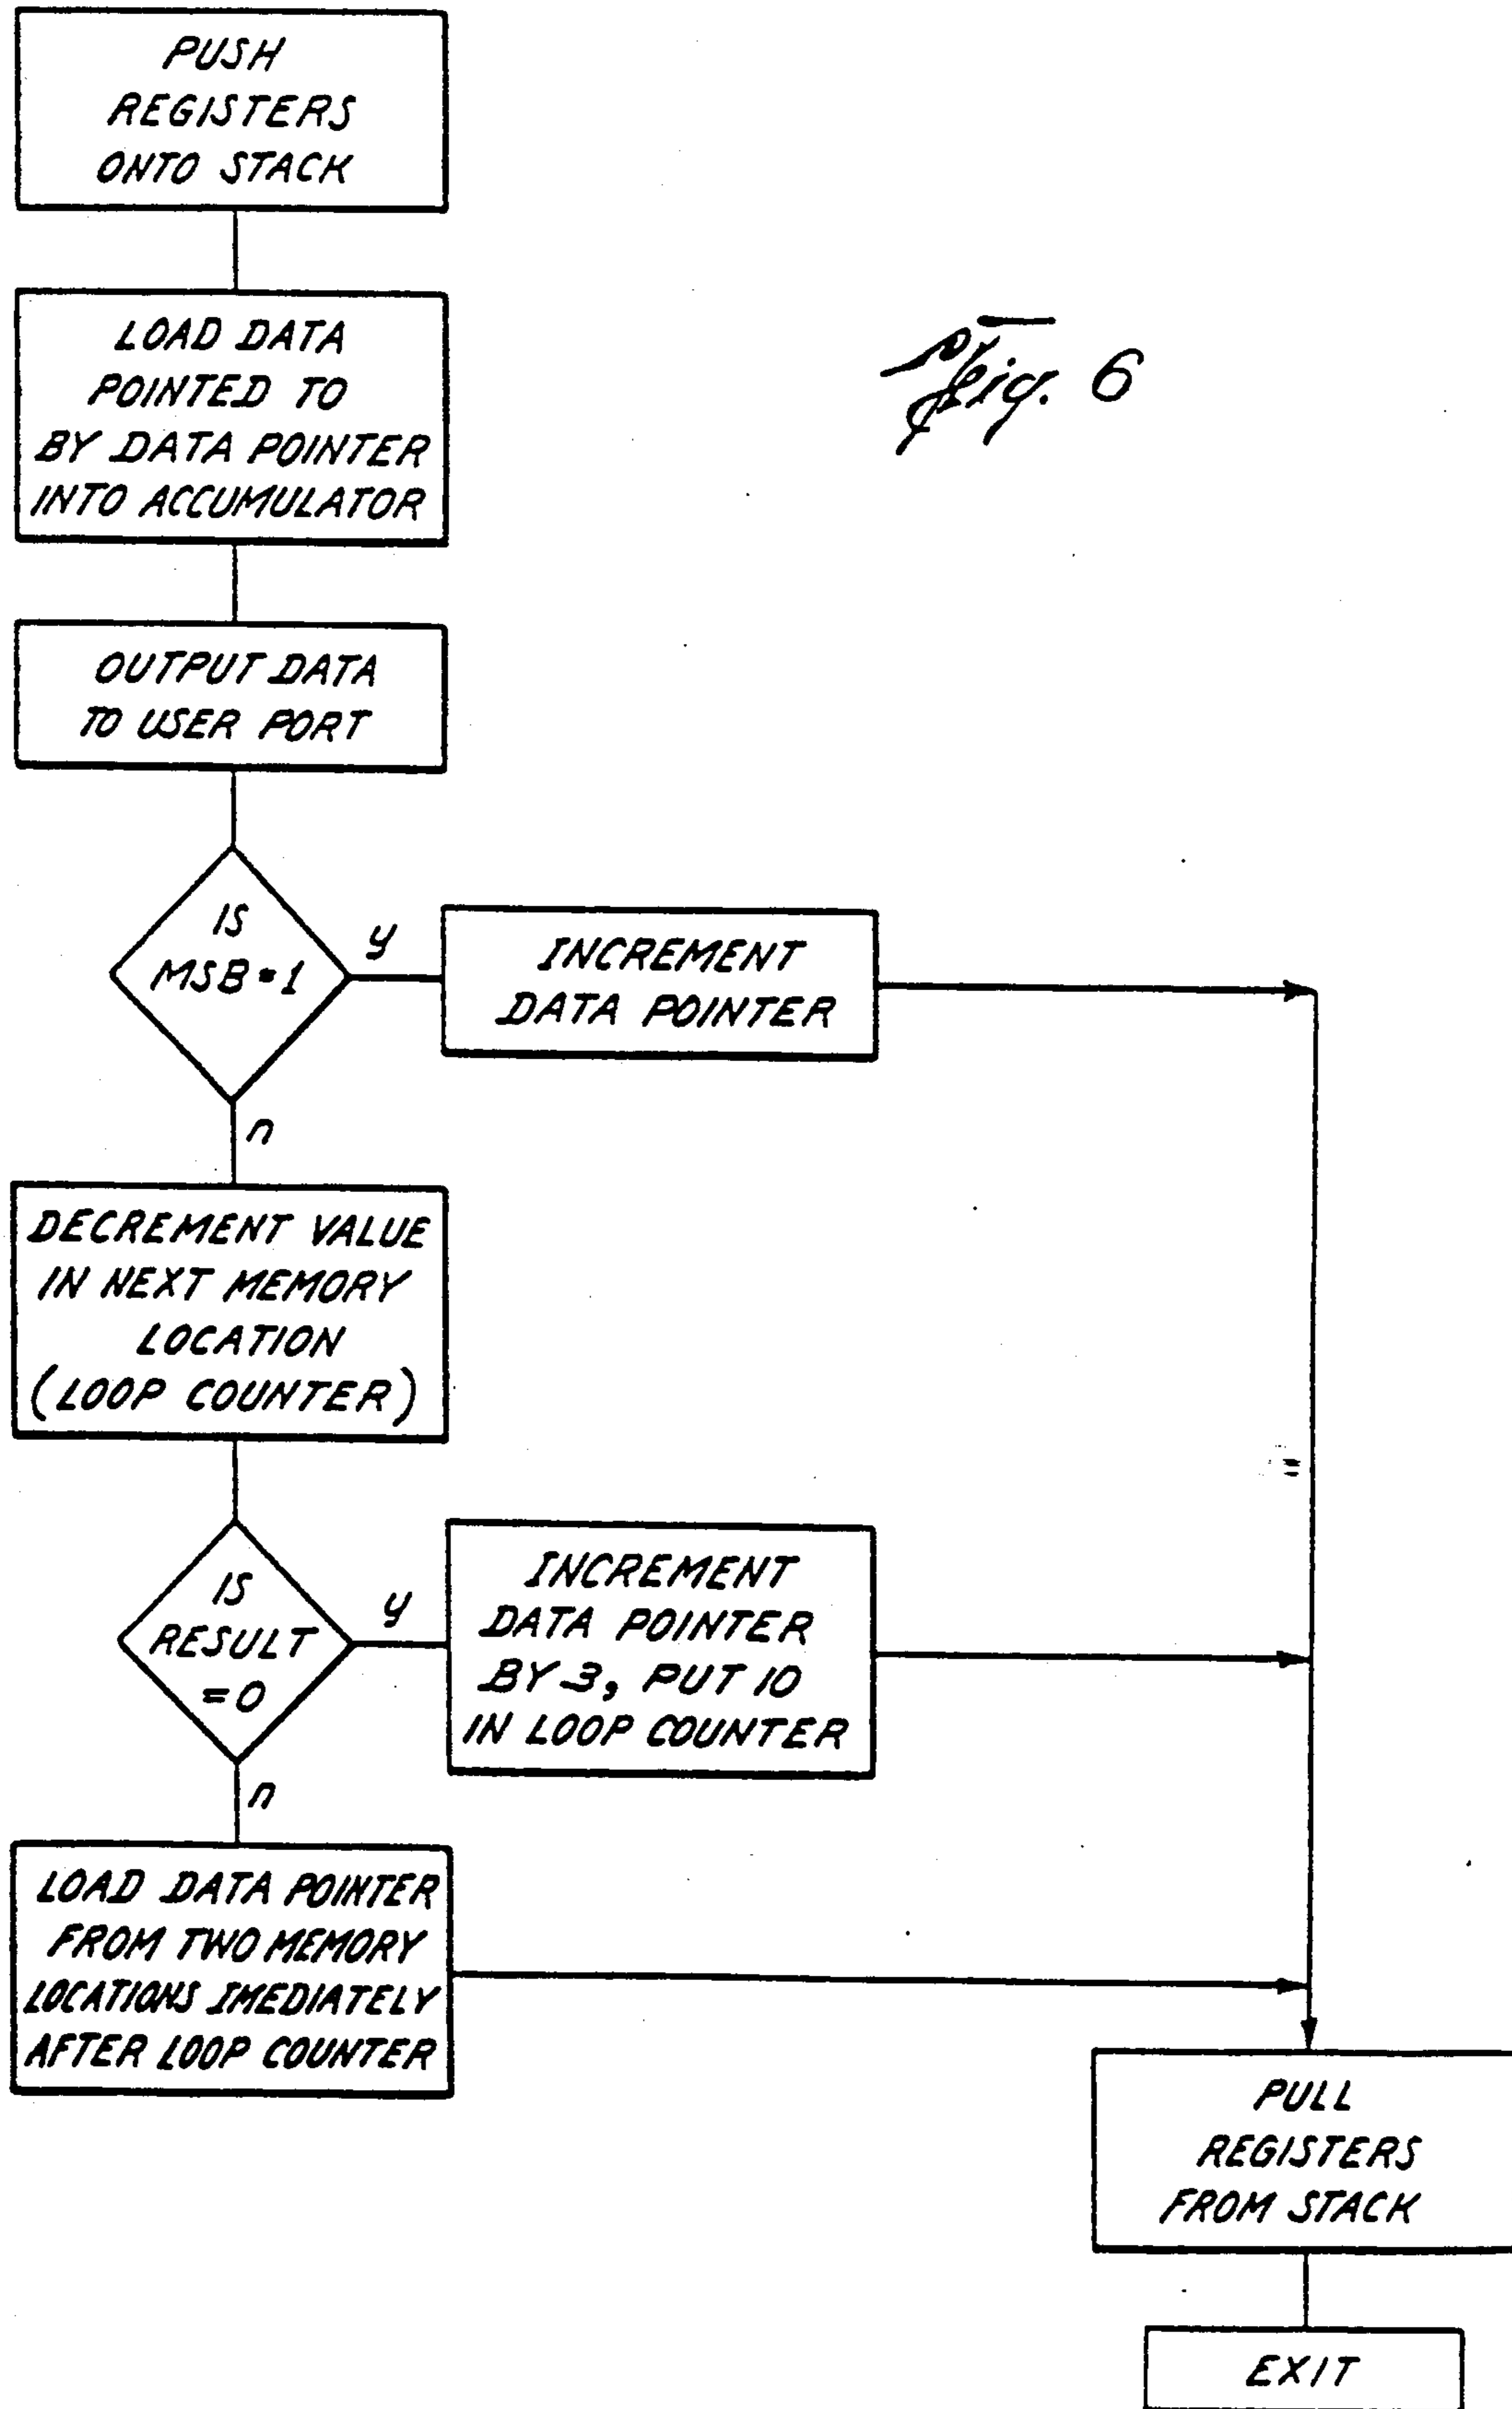 PUSH
REGISTERS
ONTO STACK
LOAD DATA
POINTED TO
BY DATA POINTER
INTO ACCUMULATOR
Fig. 6
OUTPUT DATA
TO USER PORT
IS
MSB=1
y
INCREMENT
DATA POINTER
n
DECREMENT VALUE
IN NEXT MEMORY
LOCATION
(LOOP COUNTER)
IS
RESULT
=0
y
INCREMENT
DATA POINTER
BY 3, PUT 10
IN LOOP COUNTER
n
LOAD DATA POINTER
FROM TWO MEMORY
LOCATIONS IMEDIATELY
AFTER LOOP COUNTER
PULL
REGISTERS
FROM STACK
EXIT